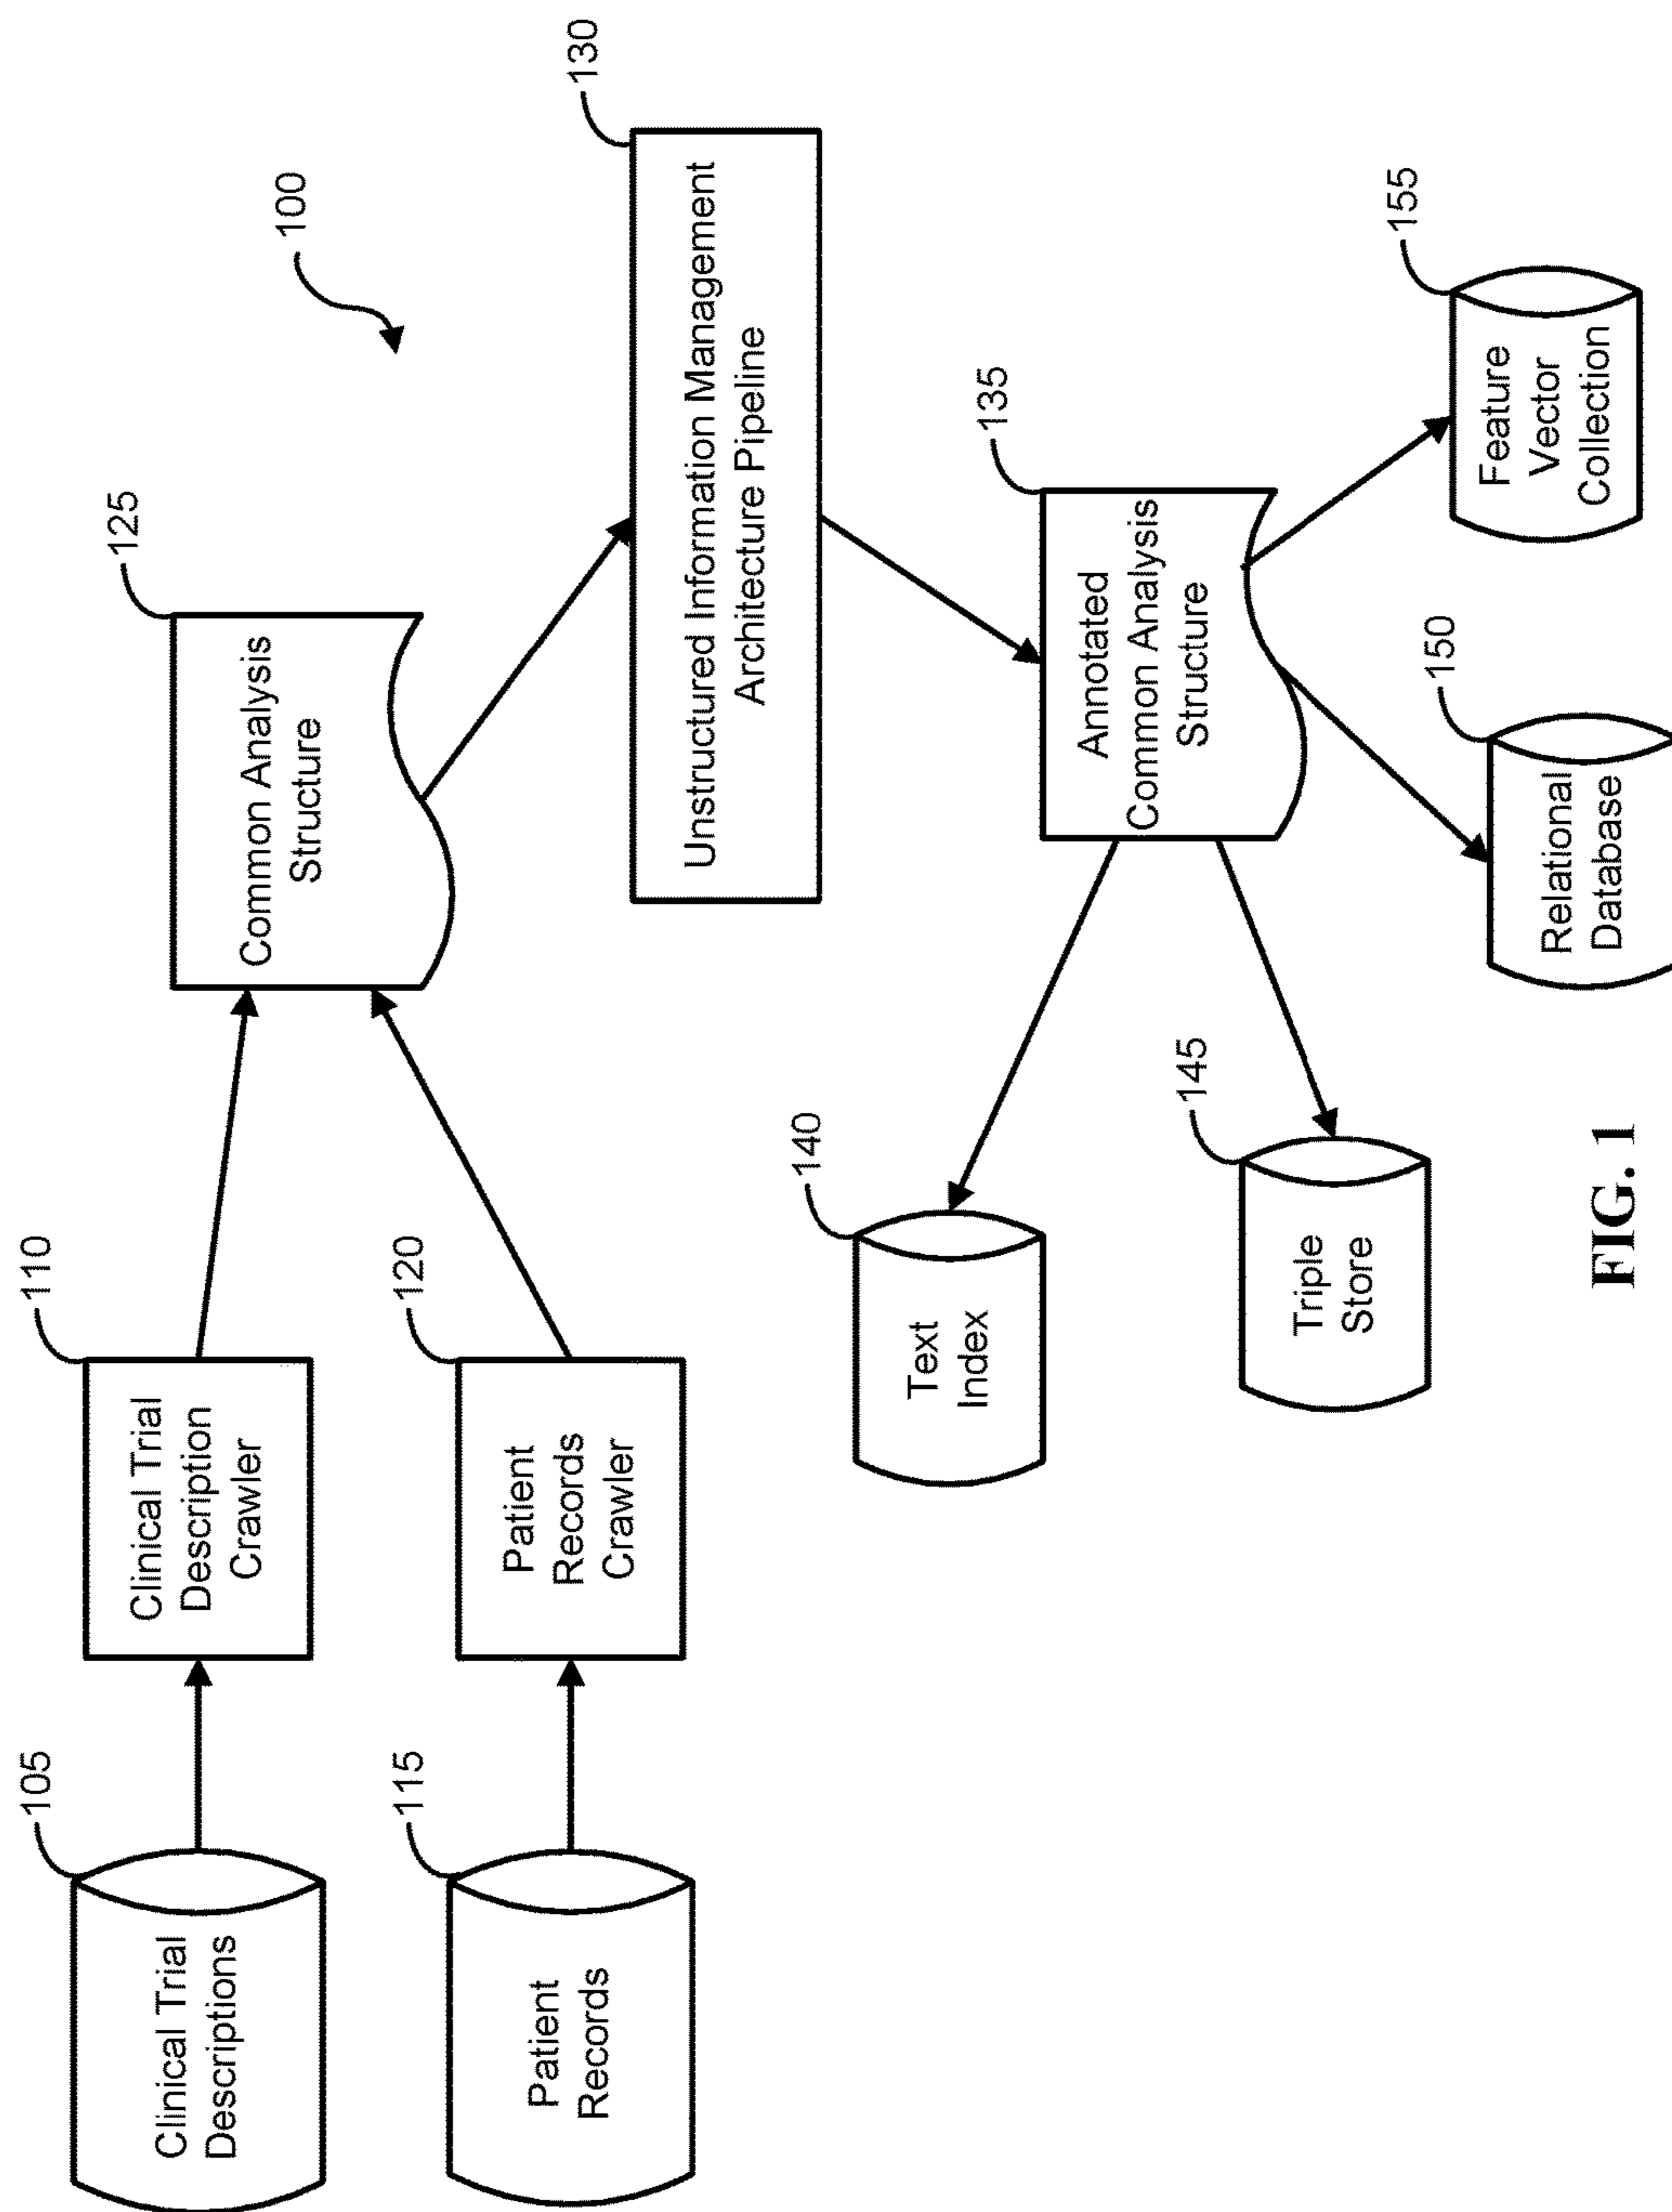 100
105
Clinical Trial
Descriptions
110
Clinical Trial
Description
Crawler
115
Patient
Records
120
Patient
Records
Crawler
125
Common Analysis
Structure
130
Unstructured Information Management
Architecture Pipeline
135
Annotated
Common Analysis
Structure
140
Text
Index
145
Triple
Store
150
Relational
Database
155
Feature
Vector
Collection
FIG. 1